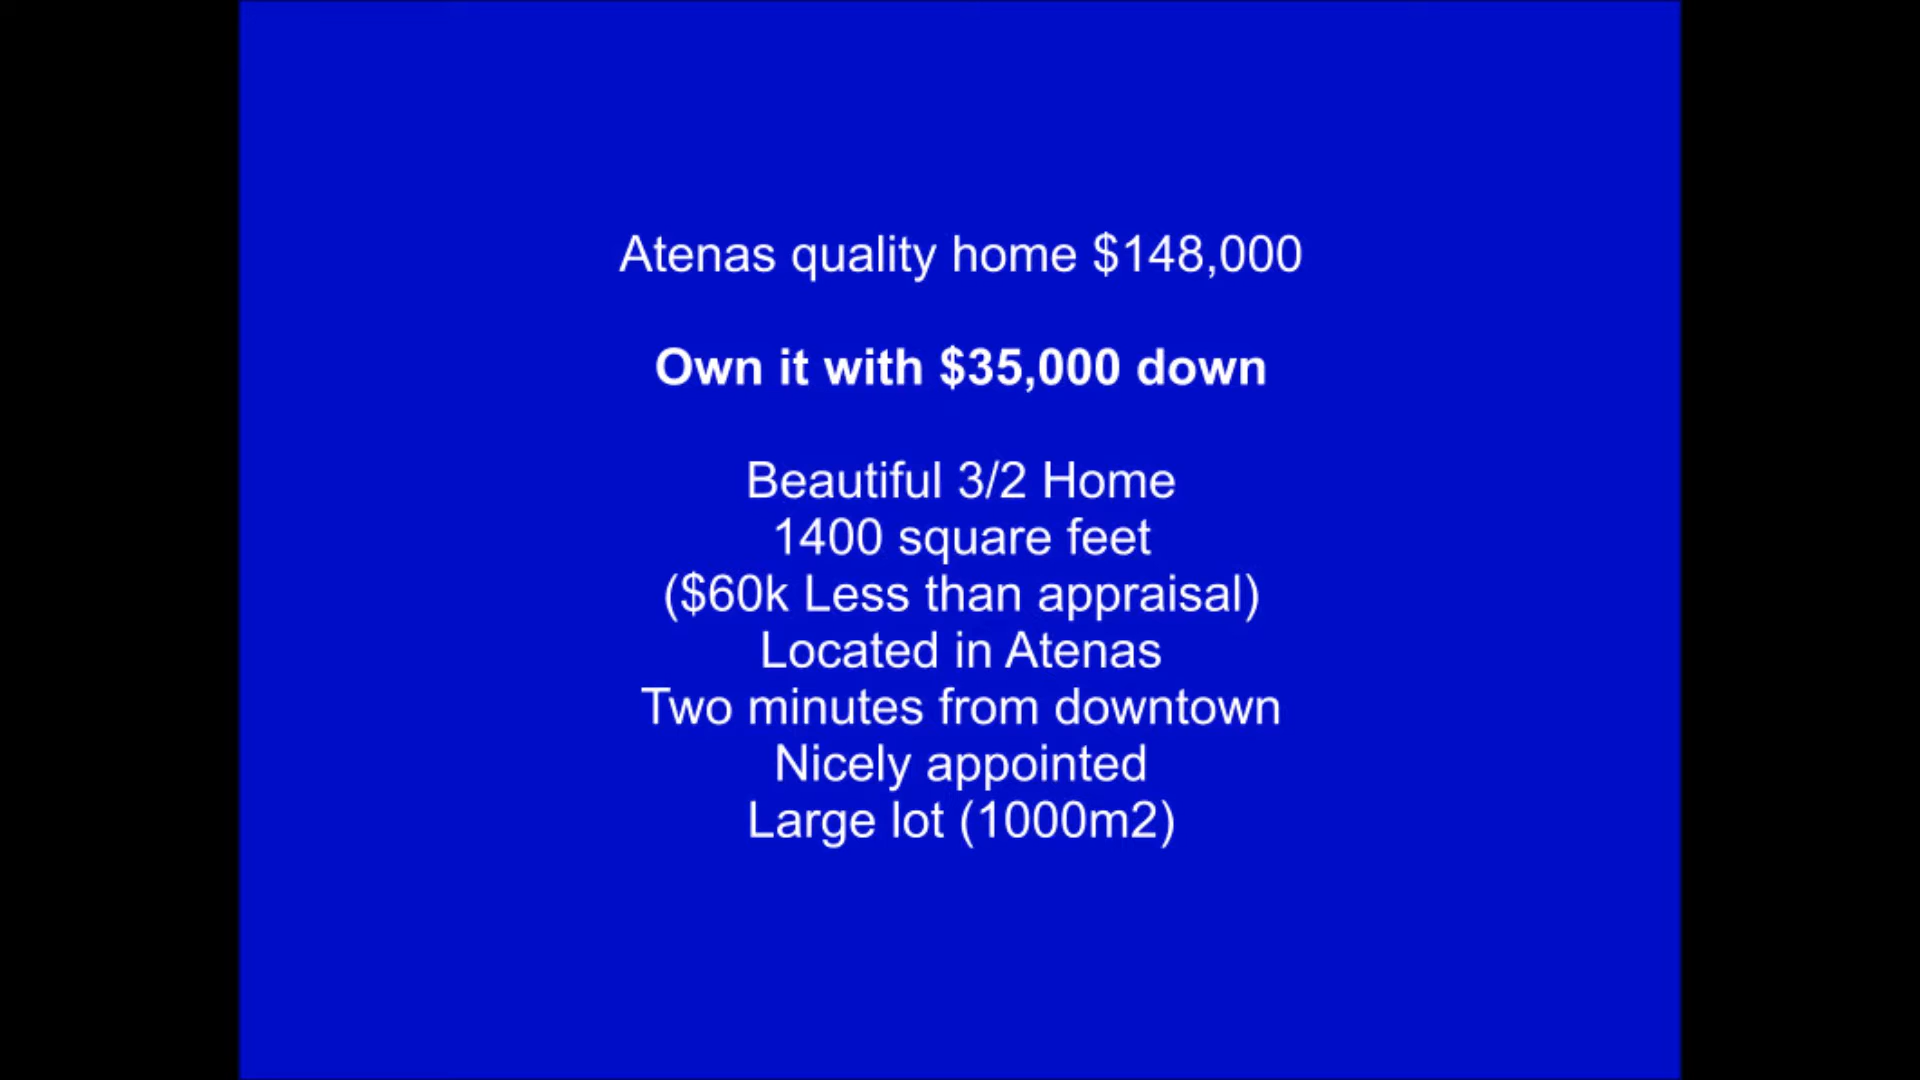 Atenas quality home $148,000
Own it with $35,000 down
Beautiful 3/2 Home
1400 square feet
($60k Less than appraisal)
Located in Atenas
Two minutes from downtown
Nicely appointed
Large lot (1000m2)